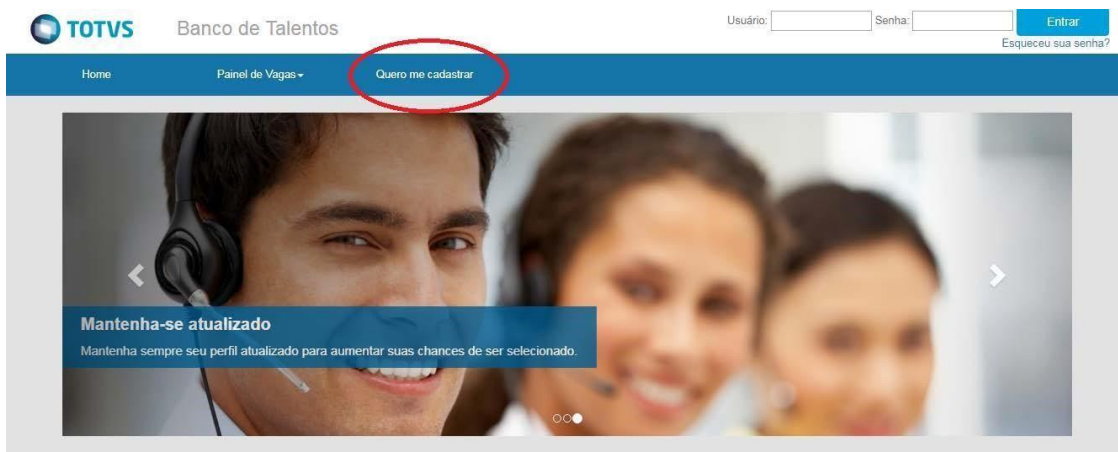 TOTVS Banco de Talentos Usuário: Senha: Entrar
Esqueceu sua senha?
Home Painel de Vagas Quero me cadastrar
Mantenha-se atualizado
Mantenha sempre seu perfil atualizado para aumentar suas chances de ser selecionado.